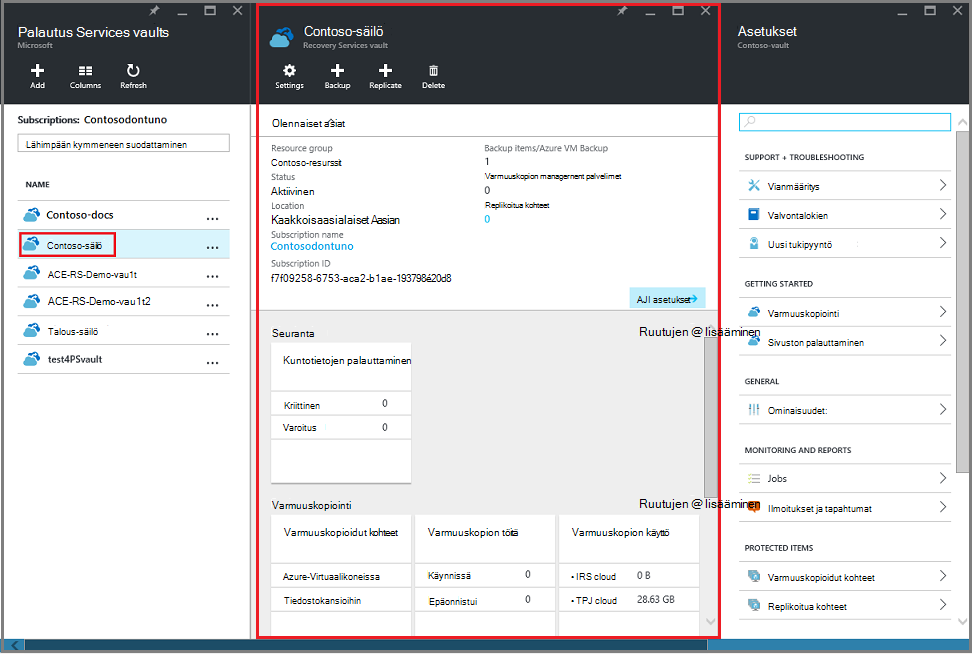 Palautus Services vaults
Microsoft
Add
Columns
Refresh
Subscriptions: Contosodontuno
Lähimpään kymmeneen suodattaminen
NAME
Contoso-docs
...
Contoso-säilö
...
ACE-RS-Demo-vau1t
...
ACE-RS-Demo-vau1t2
...
Talous-säilö
...
test4PSvault
...
Contoso-säilö
Recovery Services vault
Settings
Backup
Replicate
Delete
Olennaiset asiat
Resource group
Contoso-resurssit
Status
Aktiivinen
Location
Kaakkoisaasialaiset Aasian
Subscription name
Contosodontuno
Subscription ID
f7f09258-6753-aca2-b1ae-193798é20d8
Backup items/Azure VM Backup
1
Varmuuskopion management palvelimet
0
Replikoitua kohteet
0
AJI asetukset→
Seuranta
Ruutujen @ lisääminen
Kuntotietojen palauttaminen
Kriittinen 0
Varoitus 0
Varmuuskopiointi
Ruutujen @ lisääminen
Varmuuskopioidut kohteet
Azure-Virtuaalikoneissa
Tiedostokansioihin
Varmuuskopion töitä
Käynnissä 0
Epäonnistui 0
Varmuuskopion käyttö
• IRS cloud 0 B
• TPJ cloud 28.63 GB
Asetukset
Contoso-vault
SUPPORT + TROUBLESHOOTING
Vianmääritys
Valvontalokien
Uusi tukipyyntö
GETTING STARTED
Varmuuskopiointi
Sivuston palauttaminen
GENERAL
Ominaisuudet:
MONITORING AND REPORTS
Jobs
Ilmoitukset ja tapahtumat
PROTECTED ITEMS
Varmuuskopioidut kohteet
Replikoitua kohteet